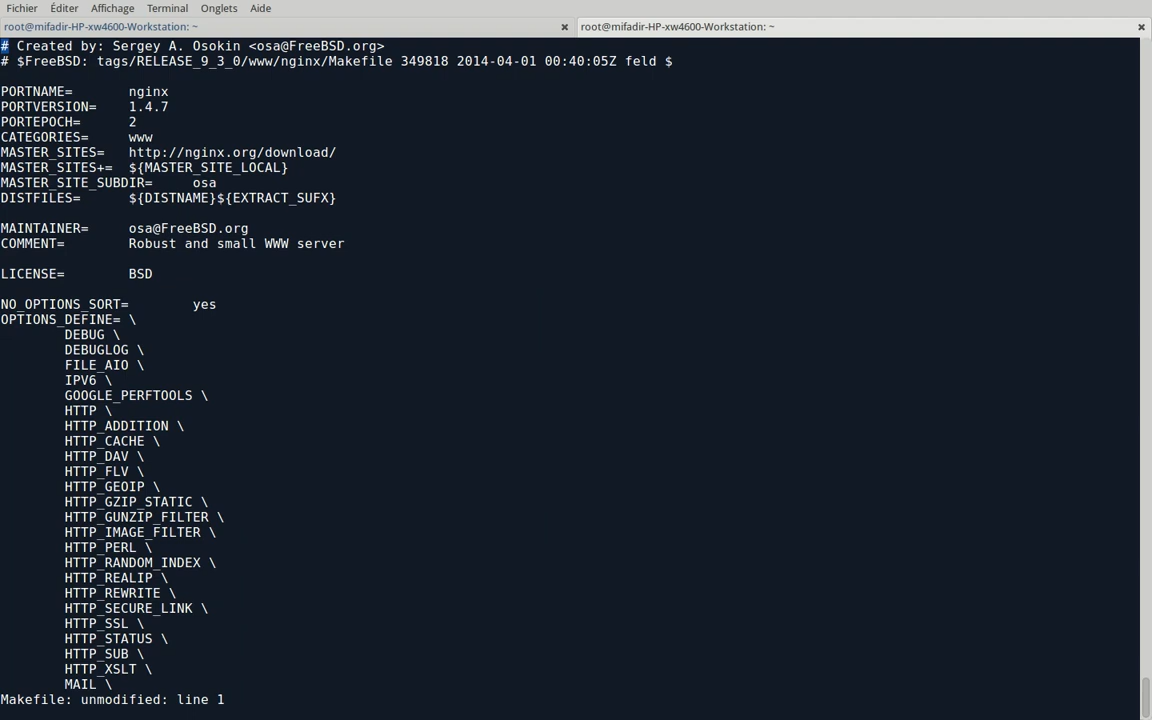 Fichier Éditer Affichage Terminal Onglets Aide
root@mifadir-HP-xw4600-Workstation: ~ root@mifadir-HP-xw4600-Workstation: ~
# Created by: Sergey A. Osokin <osa@FreeBSD.org>
# $FreeBSD: tags/RELEASE_9_3_0/www/nginx/Makefile 349818 2014-04-01 00:40:05Z feld $
PORTNAME= nginx
PORTVERSION= 1.4.7
PORTEPOCH= 2
CATEGORIES= www
MASTER_SITES= http://nginx.org/download/
MASTER_SITES+= ${MASTER_SITE_LOCAL}
MASTER_SITE_SUBDIR= osa
DISTFILES= ${DISTNAME}${EXTRACT_SUFX}
MAINTAINER= osa@FreeBSD.org
COMMENT= Robust and small WWW server
LICENSE= BSD
NO_OPTIONS_SORT= yes
OPTIONS_DEFINE= \
DEBUG \
DEBUGLOG \
FILE_AIO \
IPV6 \
GOOGLE_PERFTOOLS \
HTTP \
HTTP_ADDITION \
HTTP_CACHE \
HTTP_DAV \
HTTP_FLV \
HTTP_GEOIP \
HTTP_GZIP_STATIC \
HTTP_GUNZIP_FILTER \
HTTP_IMAGE_FILTER \
HTTP_PERL \
HTTP_RANDOM_INDEX \
HTTP_REALIP \
HTTP_REWRITE \
HTTP_SECURE_LINK \
HTTP_SSL \
HTTP_STATUS \
HTTP_SUB \
HTTP_XSLT \
MAIL \
Makefile: unmodified: line 1